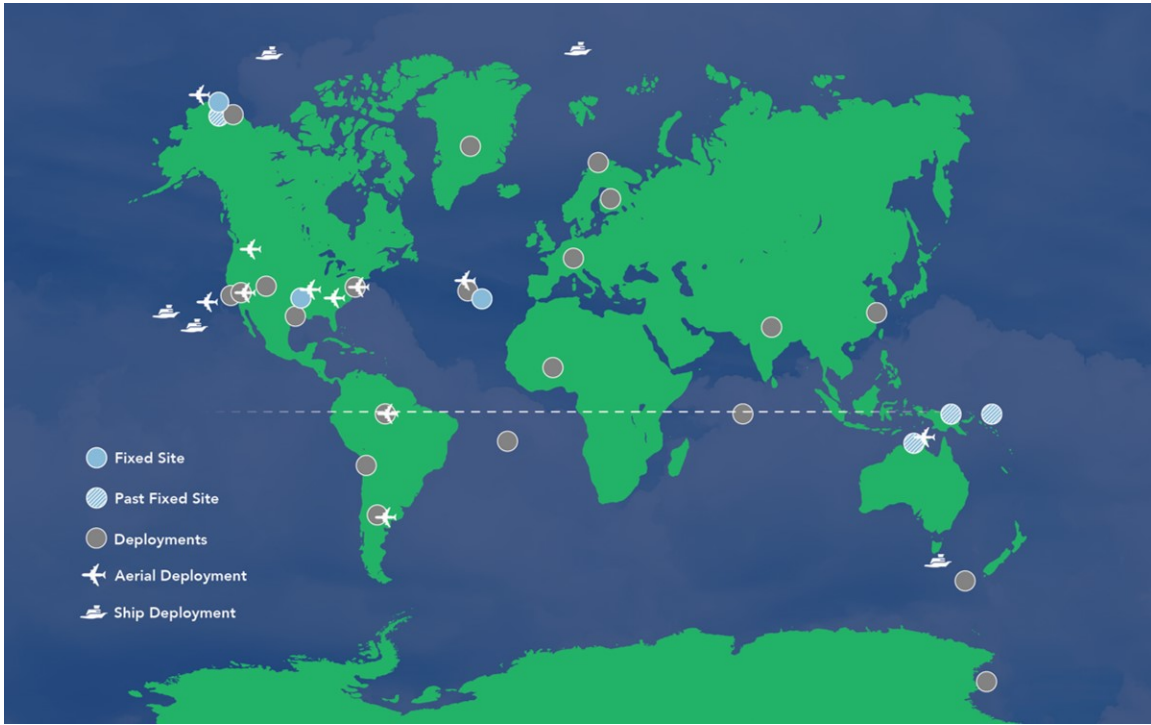 Fixed Site
Past Fixed Site
Deployments
Aerial Deployment
Ship Deployment